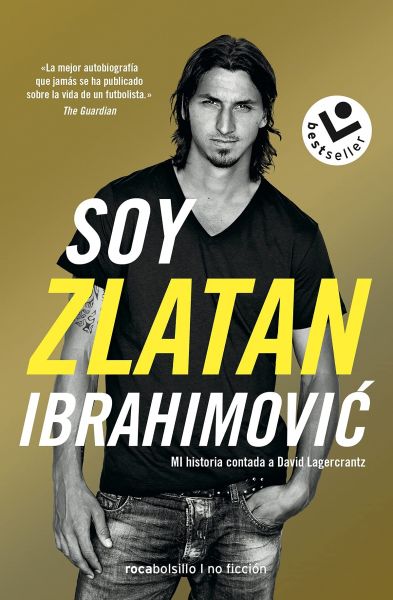 «La mejor autobiografía
que jamás se ha publicado
sobre la vida de un futbolista.»
The Guardian
bestseller
SOY
ZLATAN
IBRAHIMOVIĆ
MI historia contada a David Lagercrantz
rocabolsillo | no ficción